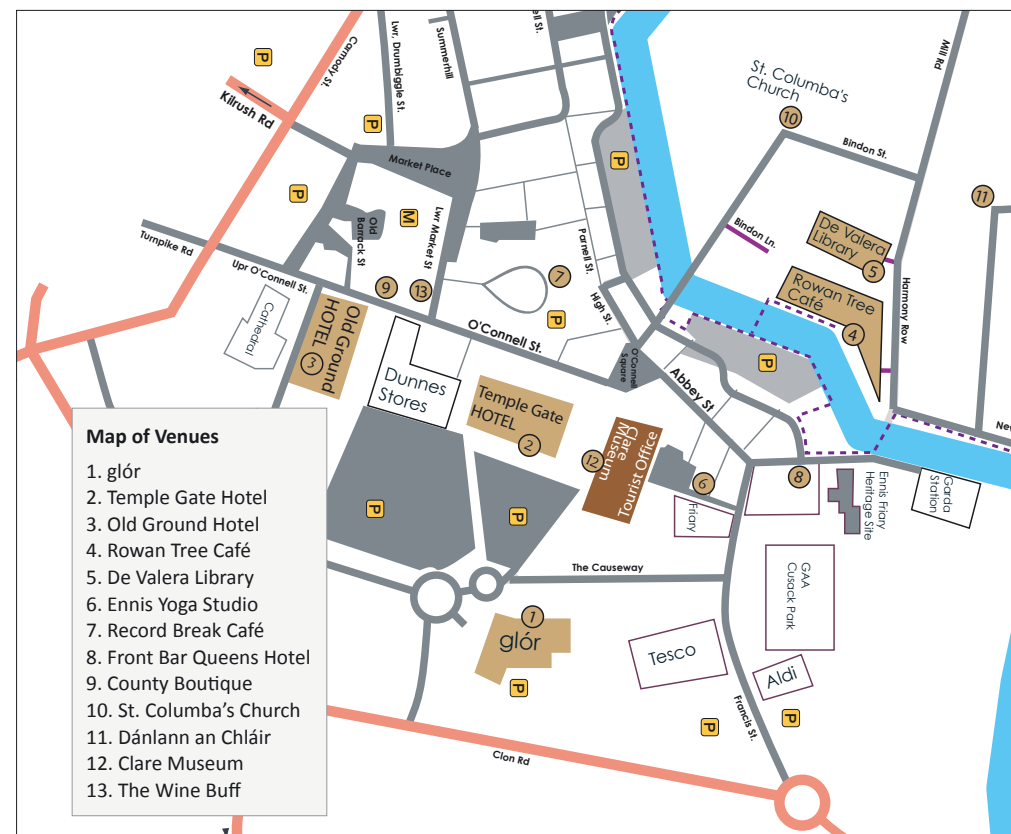 Carmody St.
Lwr, Drumbiggle St.
Summerhill
ell St.
Mill Rd
P
Kilrush Rd
P
St. Columba's
Church
10
Bindon St.
Market Place
P
P
11
Turnpike Rd
Old
Barrack St
M
Lwr Market St
Parnell St.
Bindon Ln.
De Valera
Library
5
Upr O'Connell St.
9
13
7
High St.
Rowan Tree
Café
4
Harmony Row
Cathedral
Old Ground
HOTEL
3
O'Connell St.
P
O'Connell
Square
P
Dunnes
Stores
Temple Gate
HOTEL
2
Abbey St
Clare
Museum
Tourist Office
12
6
8
Ennis Friary
Heritage Site
Garda
Station
New
P
P
Friary
The Causeway
GAA
Cusack Park
1
glór
Tesco
Aldi
P
P
P
Francis St.
Clon Rd
Map of Venues
1. glór
2. Temple Gate Hotel
3. Old Ground Hotel
4. Rowan Tree Café
5. De Valera Library
6. Ennis Yoga Studio
7. Record Break Café
8. Front Bar Queens Hotel
9. County Boutique
10. St. Columba's Church
11. Dánlann an Chláir
12. Clare Museum
13. The Wine Buff